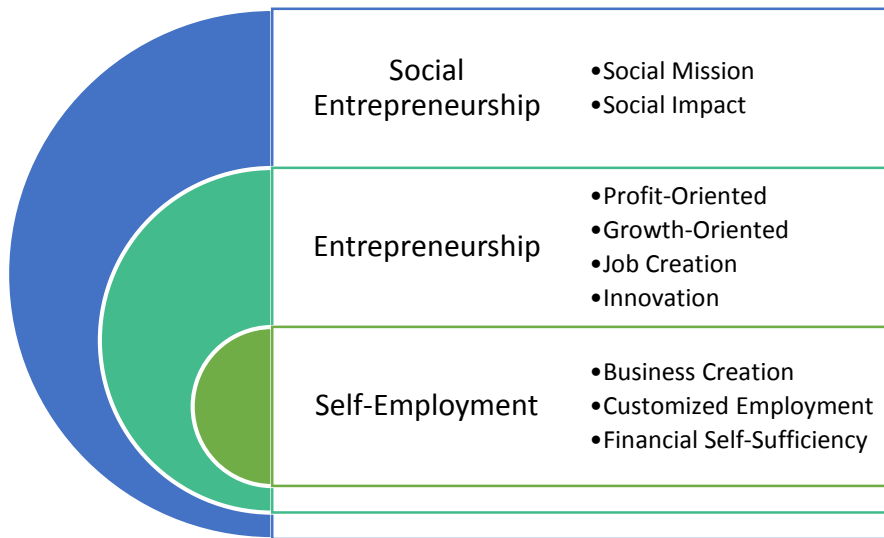 Social
Entrepreneurship
•Social Mission
•Social Impact
Entrepreneurship
•Profit-Oriented
•Growth-Oriented
•Job Creation
•Innovation
Self-Employment
•Business Creation
•Customized Employment
•Financial Self-Sufficiency